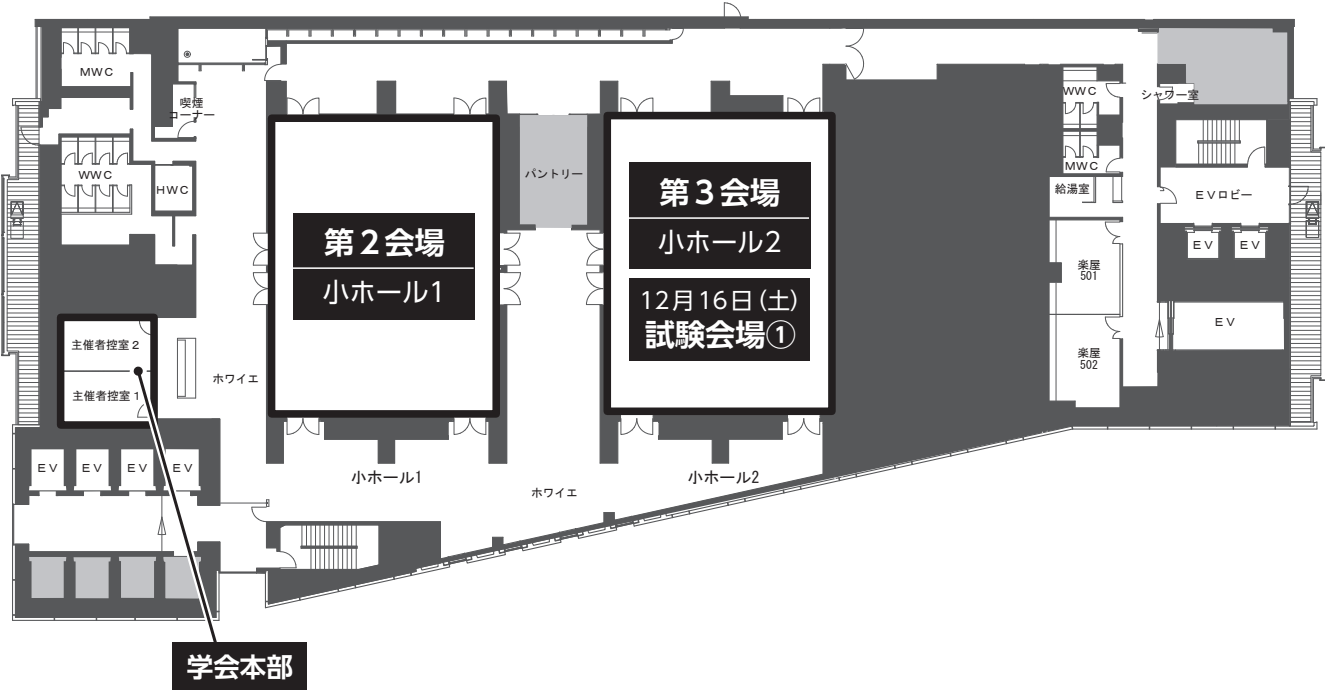 MWC
喫煙
コーナー
WWC
HWC
第2会場
小ホール1
パントリー
第3会場
小ホール2
12月16日(土)
試験会場①
WWC
MWC
給湯室
シャワー室
EVロビー
EV
EV
楽屋
501
楽屋
502
EV
主催者控室2
主催者控室1
ホワイエ
EV
EV
EV
EV
小ホール1
ホワイエ
小ホール2
学会本部